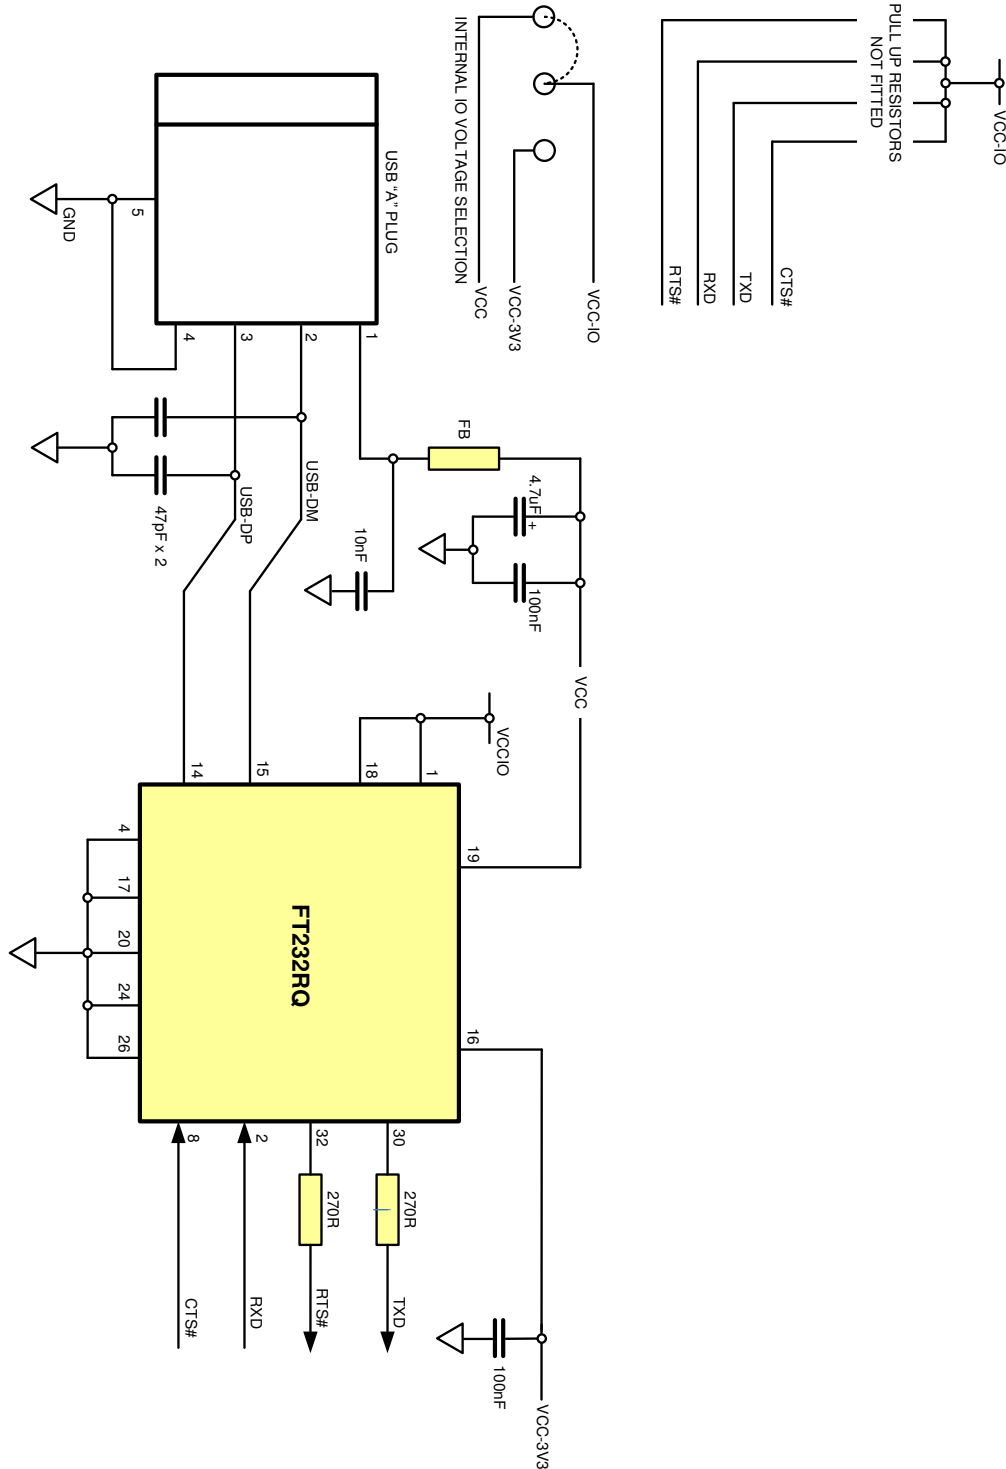 VCC-IO
PULL UP RESISTORS
NOT FITTED
CTS#
TXD
RXD
RTS#
INTERNAL IO VOLTAGE SELECTION
VCC-IO
VCC-3V3
VCC
USB "A" PLUG
5
GND
1
2
3
4
FB
4.7uF +
100nF
10nF
USB-DM
USB-DP
47pF x 2
VCC
VCCIO
1
18
15
14
19
16
FT232RQ
4
17
20
24
26
30
32
2
8
270R
270R
TXD
RTS#
RXD
CTS#
100nF
VCC-3V3